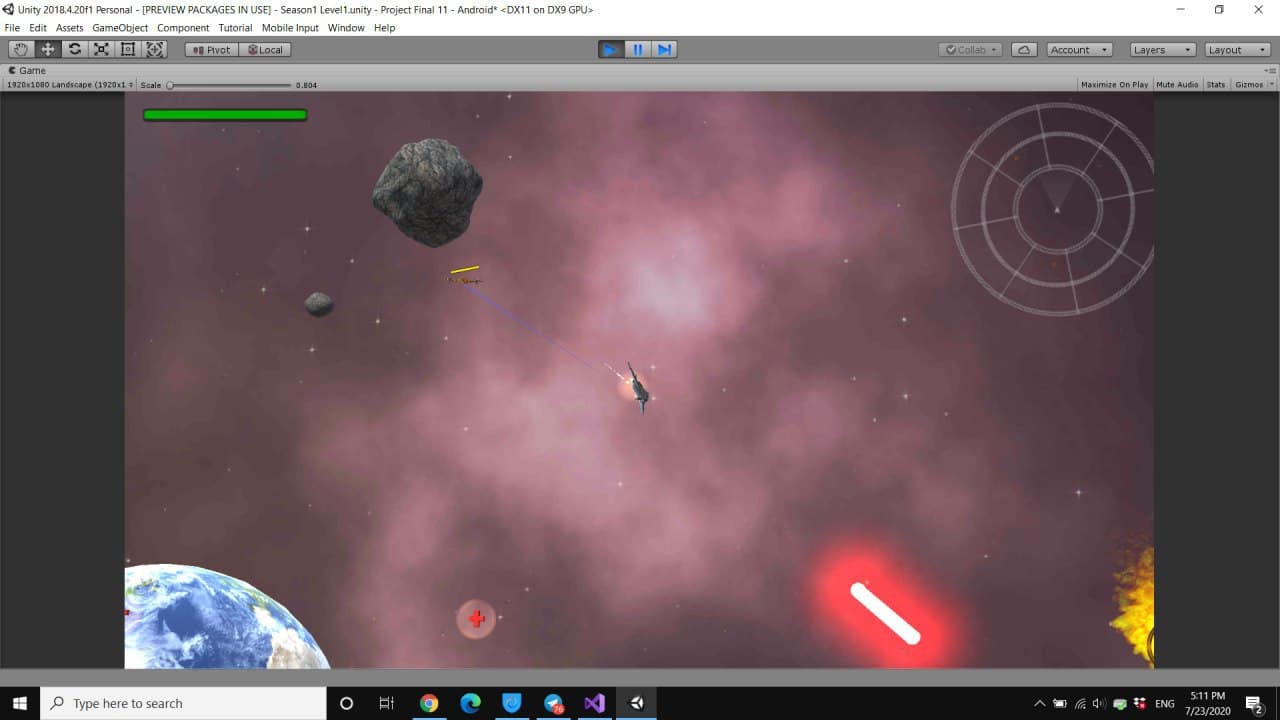 Unity 2018.4.20f1 Personal - [PREVIEW PACKAGES IN USE] - Season1 Level1.unity - Project Final 11 - Android* <DX11 on DX9 GPU>
File Edit Assets GameObject Component Tutorial Mobile Input Window Help
Pivot Local Collab Account Layers Layout
Game
1920x1080 Landscape (1920x1 Scale 0.804 Maximize On Play Mute Audio Stats Gizmos
Type here to search
76
ENG
5:11 PM
7/23/2020
2